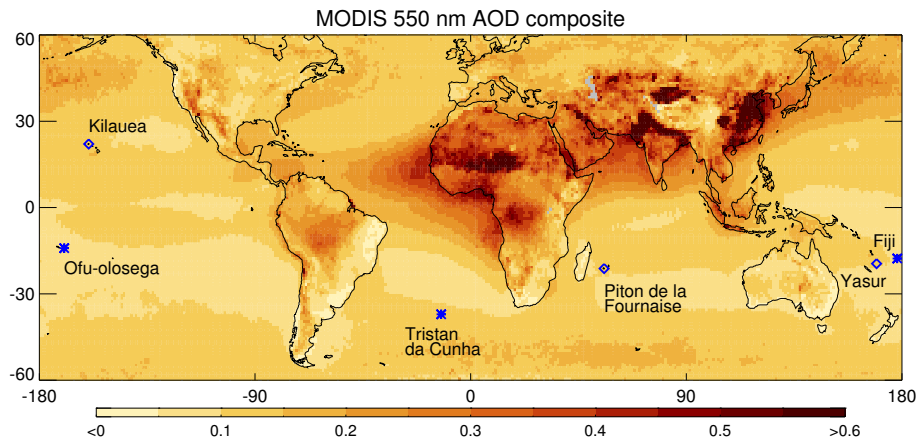 MODIS 550 nm AOD composite
60
30
0
-30
-60
Kilauea
Ofu-olosega
Tristan
da Cunha
Piton de la
Fournaise
Fiji
Yasur
-180 -90 0 90 180
<0 0.1 0.2 0.3 0.4 0.5 >0.6